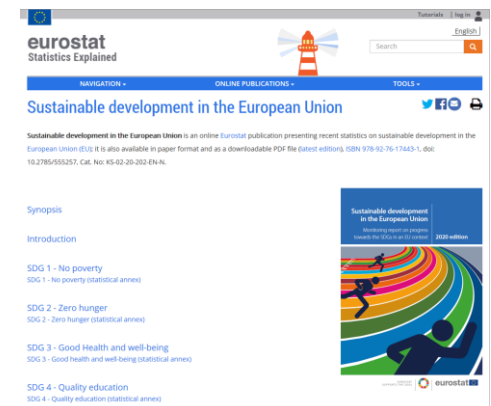 Tutorials | log in
English
eurostat
Statistics Explained
Search
NAVIGATION
ONLINE PUBLICATIONS
TOOLS
Sustainable development in the European Union
Sustainable development in the European Union is an online Eurostat publication presenting recent statistics on sustainable development in the
European Union (EU); it is also available in paper format and as a downloadable PDF file (latest edition), ISBN 978-92-76-17443-1, doi:
10.2785/555257, Cat. No: KS-02-20-202-EN-N.
Synopsis
Introduction
SDG 1 - No poverty
SDG 1 - No poverty (statistical annex)
SDG 2 - Zero hunger
SDG 2 - Zero hunger (statistical annex)
SDG 3 - Good Health and well-being
SDG 3 - Good health and well-being (statistical annex)
SDG 4 - Quality education
SDG 4 - Quality education (statistical annex)
Sustainable development
in the European Union
Monitoring report on progress
towards the SDGs in an EU context
2020 edition
eurostat